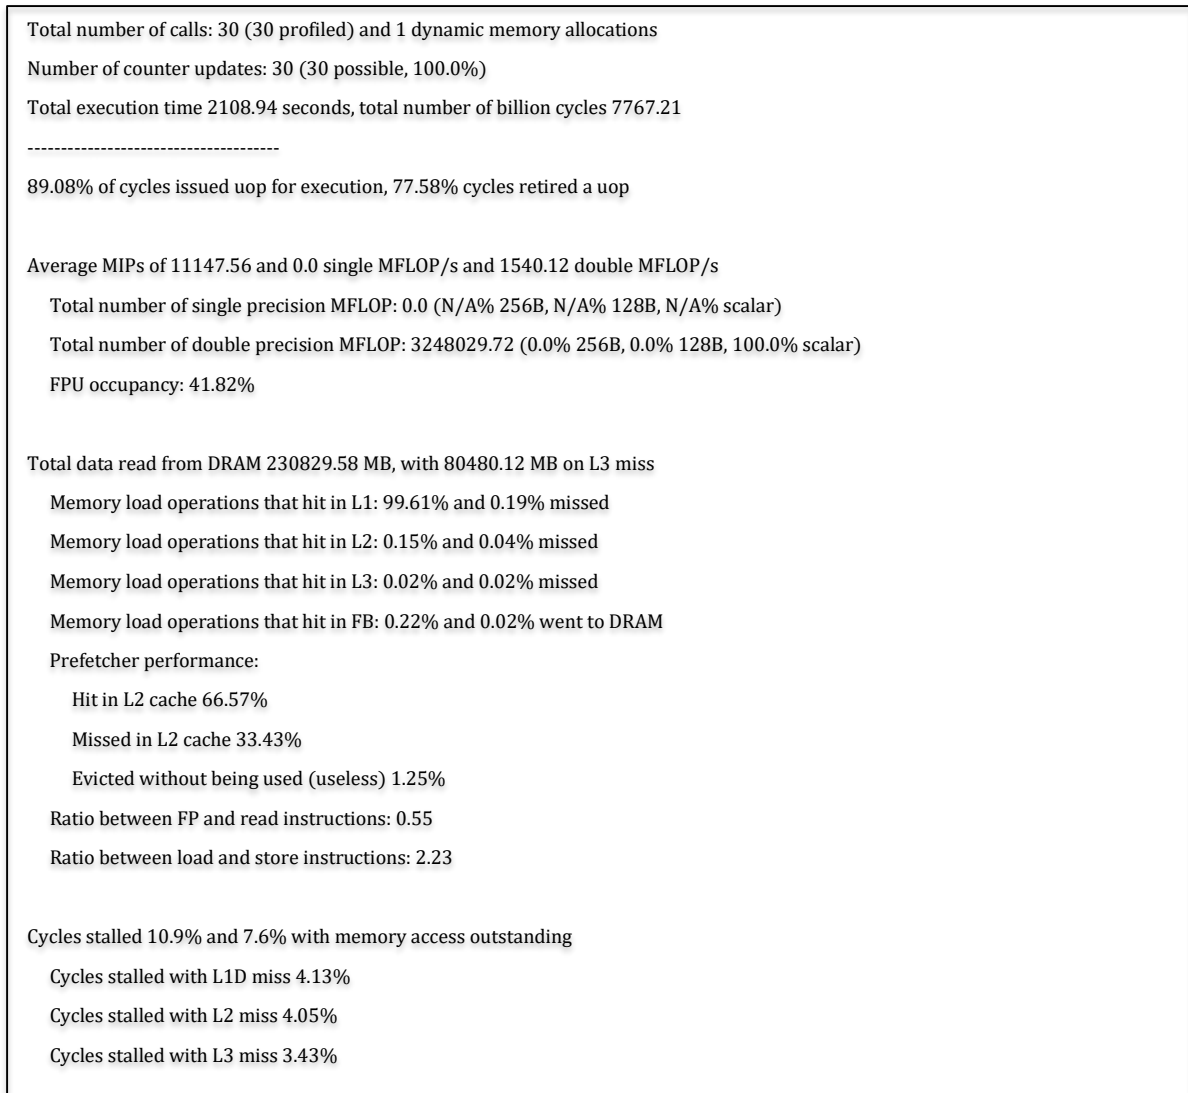 Total number of calls: 30 (30 profiled) and 1 dynamic memory allocations
Number of counter updates: 30 (30 possible, 100.0%)
Total execution time 2108.94 seconds, total number of billion cycles 7767.21
--------------------------------------
89.08% of cycles issued uop for execution, 77.58% cycles retired a uop
Average MIPs of 11147.56 and 0.0 single MFLOP/s and 1540.12 double MFLOP/s
Total number of single precision MFLOP: 0.0 (N/A% 256B, N/A% 128B, N/A% scalar)
Total number of double precision MFLOP: 3248029.72 (0.0% 256B, 0.0% 128B, 100.0% scalar)
FPU occupancy: 41.82%
Total data read from DRAM 230829.58 MB, with 80480.12 MB on L3 miss
Memory load operations that hit in L1: 99.61% and 0.19% missed
Memory load operations that hit in L2: 0.15% and 0.04% missed
Memory load operations that hit in L3: 0.02% and 0.02% missed
Memory load operations that hit in FB: 0.22% and 0.02% went to DRAM
Prefetcher performance:
Hit in L2 cache 66.57%
Missed in L2 cache 33.43%
Evicted without being used (useless) 1.25%
Ratio between FP and read instructions: 0.55
Ratio between load and store instructions: 2.23
Cycles stalled 10.9% and 7.6% with memory access outstanding
Cycles stalled with L1D miss 4.13%
Cycles stalled with L2 miss 4.05%
Cycles stalled with L3 miss 3.43%